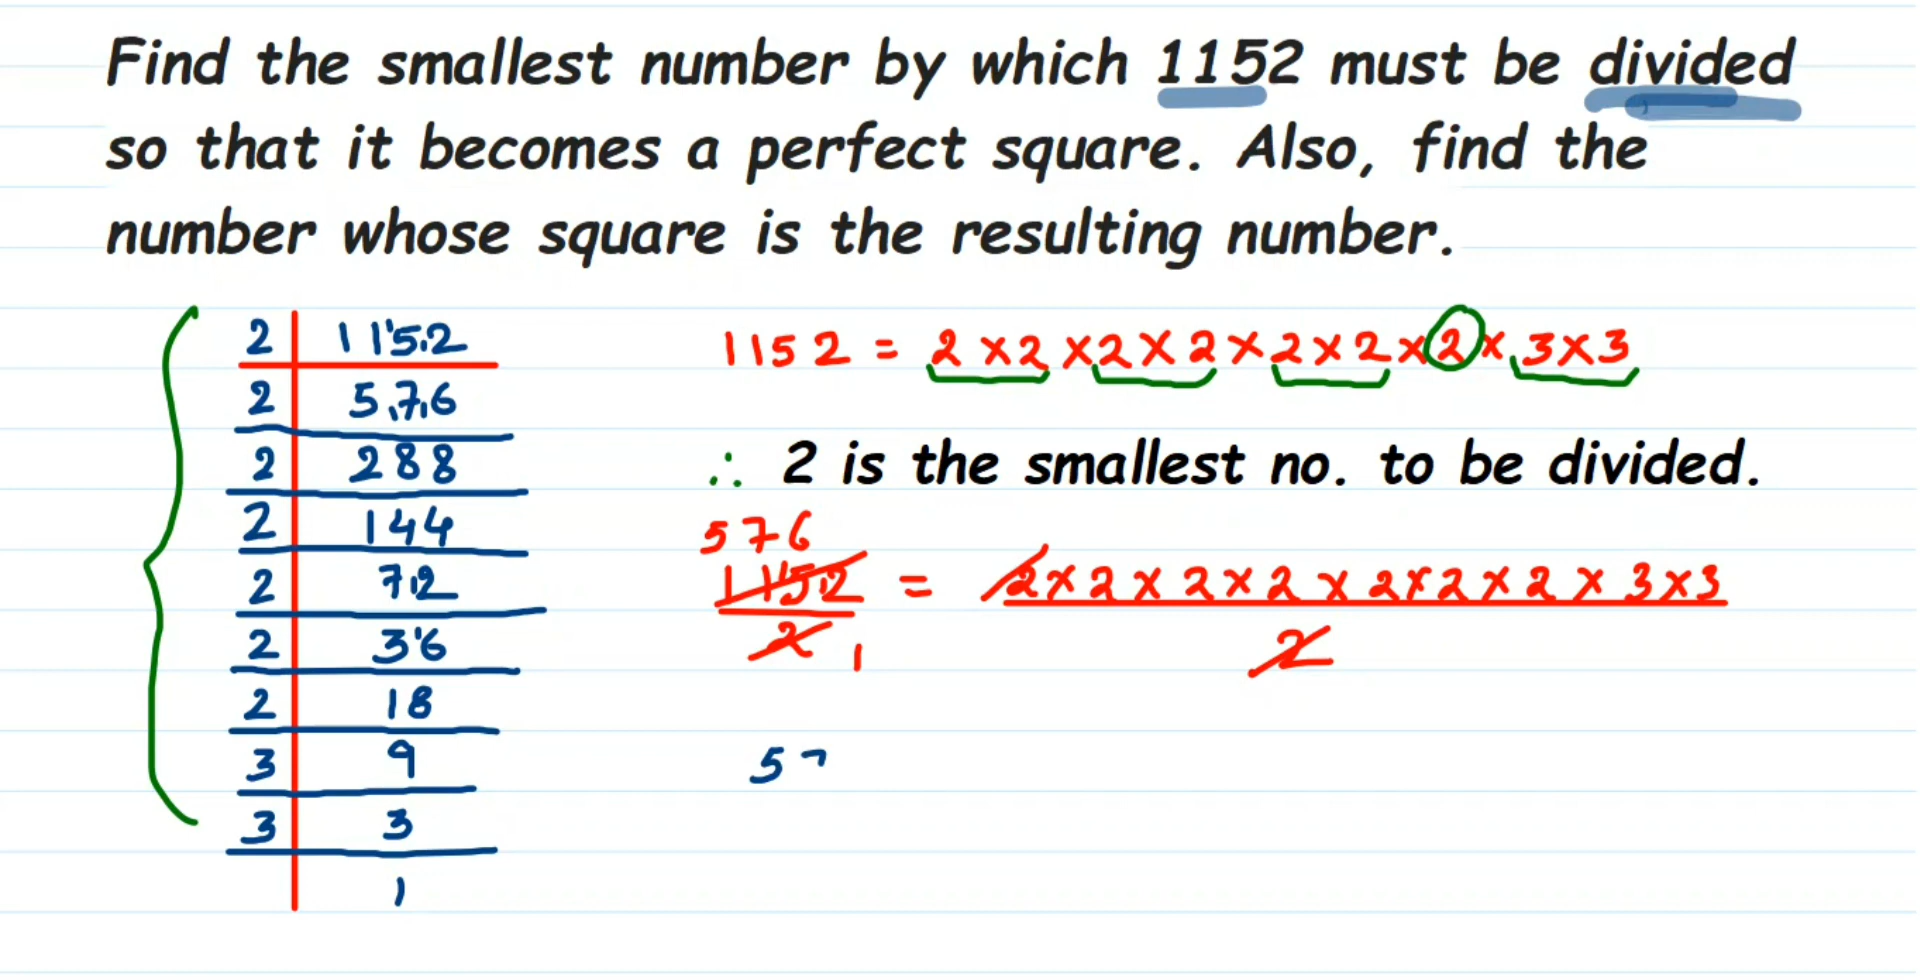 Find the smallest number by which 1152 must be divided
so that it becomes a perfect square. Also, find the
number whose square is the resulting number.
2 | 1152
2 | 576
2 | 288
2 | 144
2 | 72
2 | 36
2 | 18
3 | 9
3 | 3
1
1152 = 2 × 2 × 2 × 2 × 2 × 2 × 2 × 3 × 3
∴ 2 is the smallest no. to be divided.
576
1152 = 2 × 2 × 2 × 2 × 2 × 2 × 2 × 3 × 3
2 1 2
5